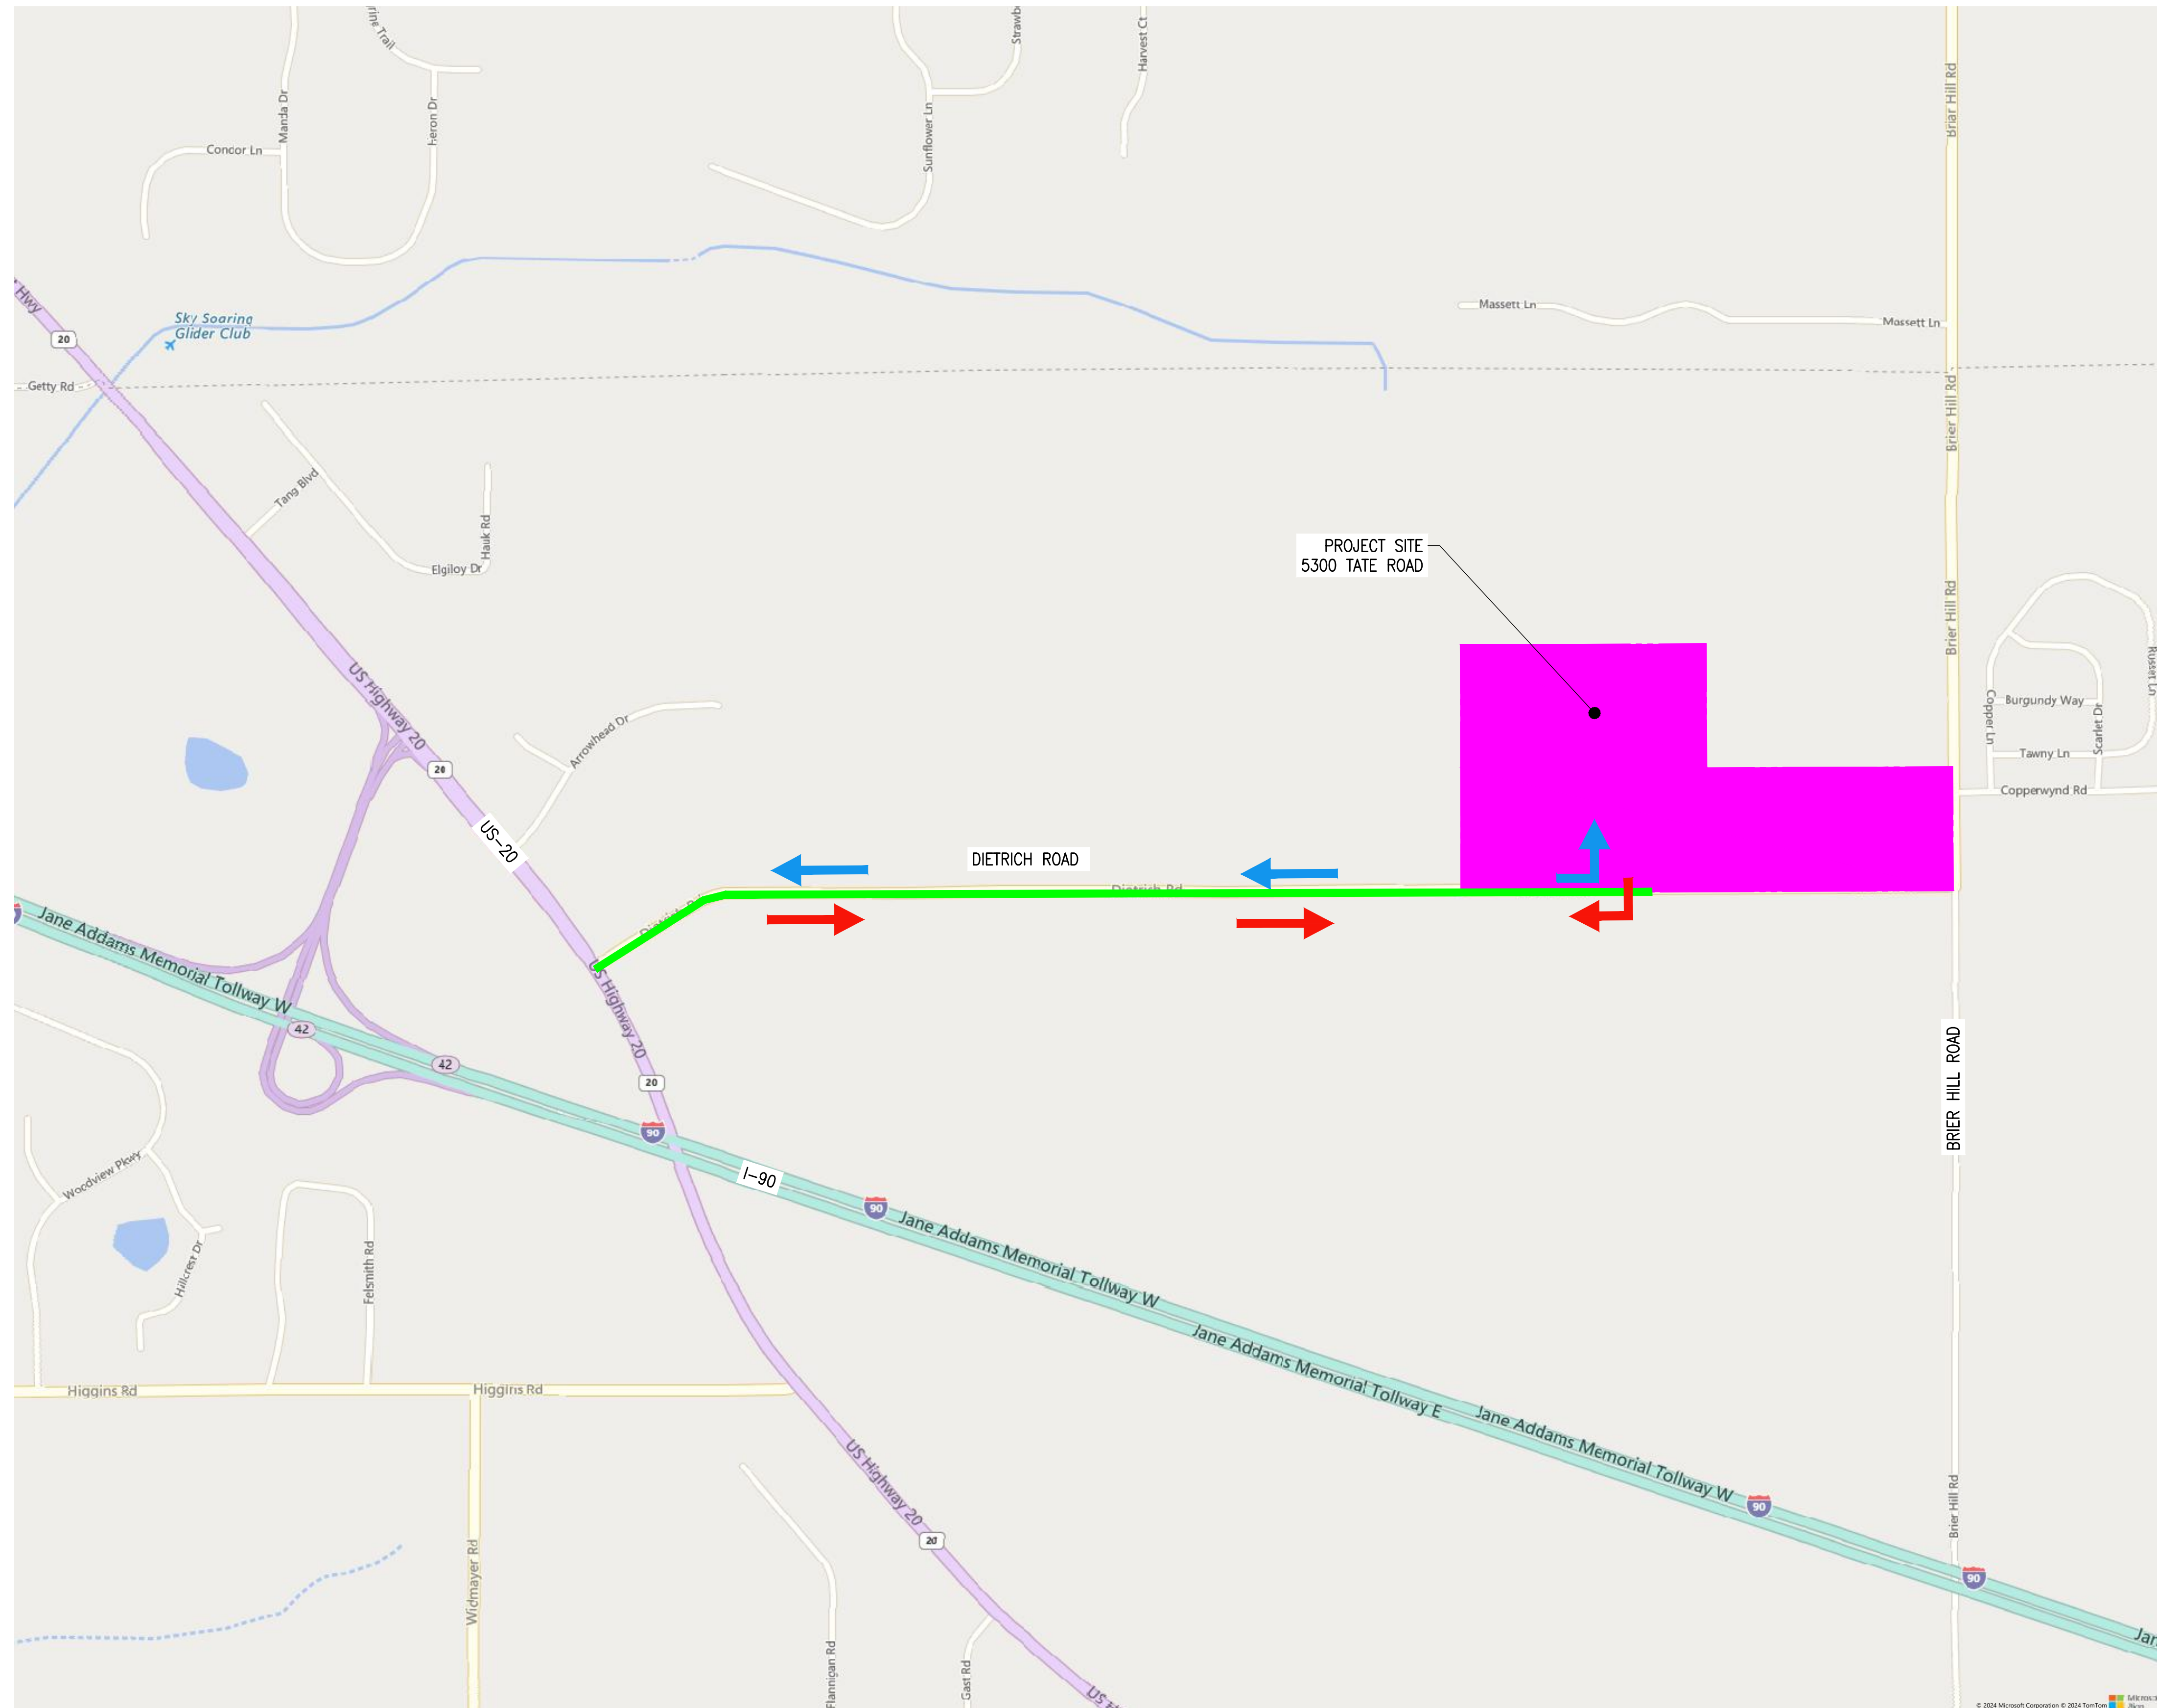 Manda Dr
Heron Dr
Concor Ln
Sunflower Ln
Harvest Ct
Briar Hill Rd
Hwy
20
Sky Soaring
Glider Club
Getty Rd
Massett Ln
Massett Ln
Brier Hill Rd
Tang Blvd
Hauk Rd
Elgiloy Dr
PROJECT SITE
5300 TATE ROAD
Brier Hill Rd
US Highway 20
20
Arrowhead Dr
Russet Ln
Copper Ln
Burgundy Way
Scarlet Dr
Tawny Ln
Copperwynd Rd
US-20
DIETRICH ROAD
Dietrich Rd
Jane Addams Memorial Tollway W
US Highway 20
42
42
20
90
BRIER HILL ROAD
I-90
Woodview Pkwy
Hillcrest Dr
Felsmith Rd
90
Jane Addams Memorial Tollway W
Jane Addams Memorial Tollway E
Jane Addams Memorial Tollway W
Higgins Rd
Higgins Rd
US Highway 20
20
90
Brier Hill Rd
90
Widmayer Rd
Flannigan Rd
Gast Rd
© 2024 Microsoft Corporation © 2024 TomTom